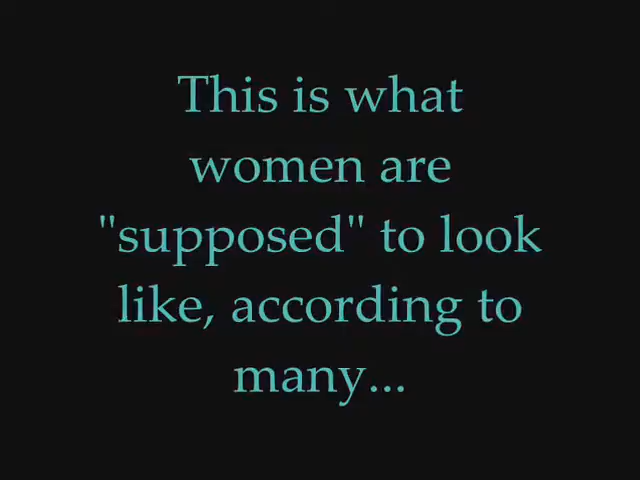 This is what
women are
"supposed" to look
like, according to
many...